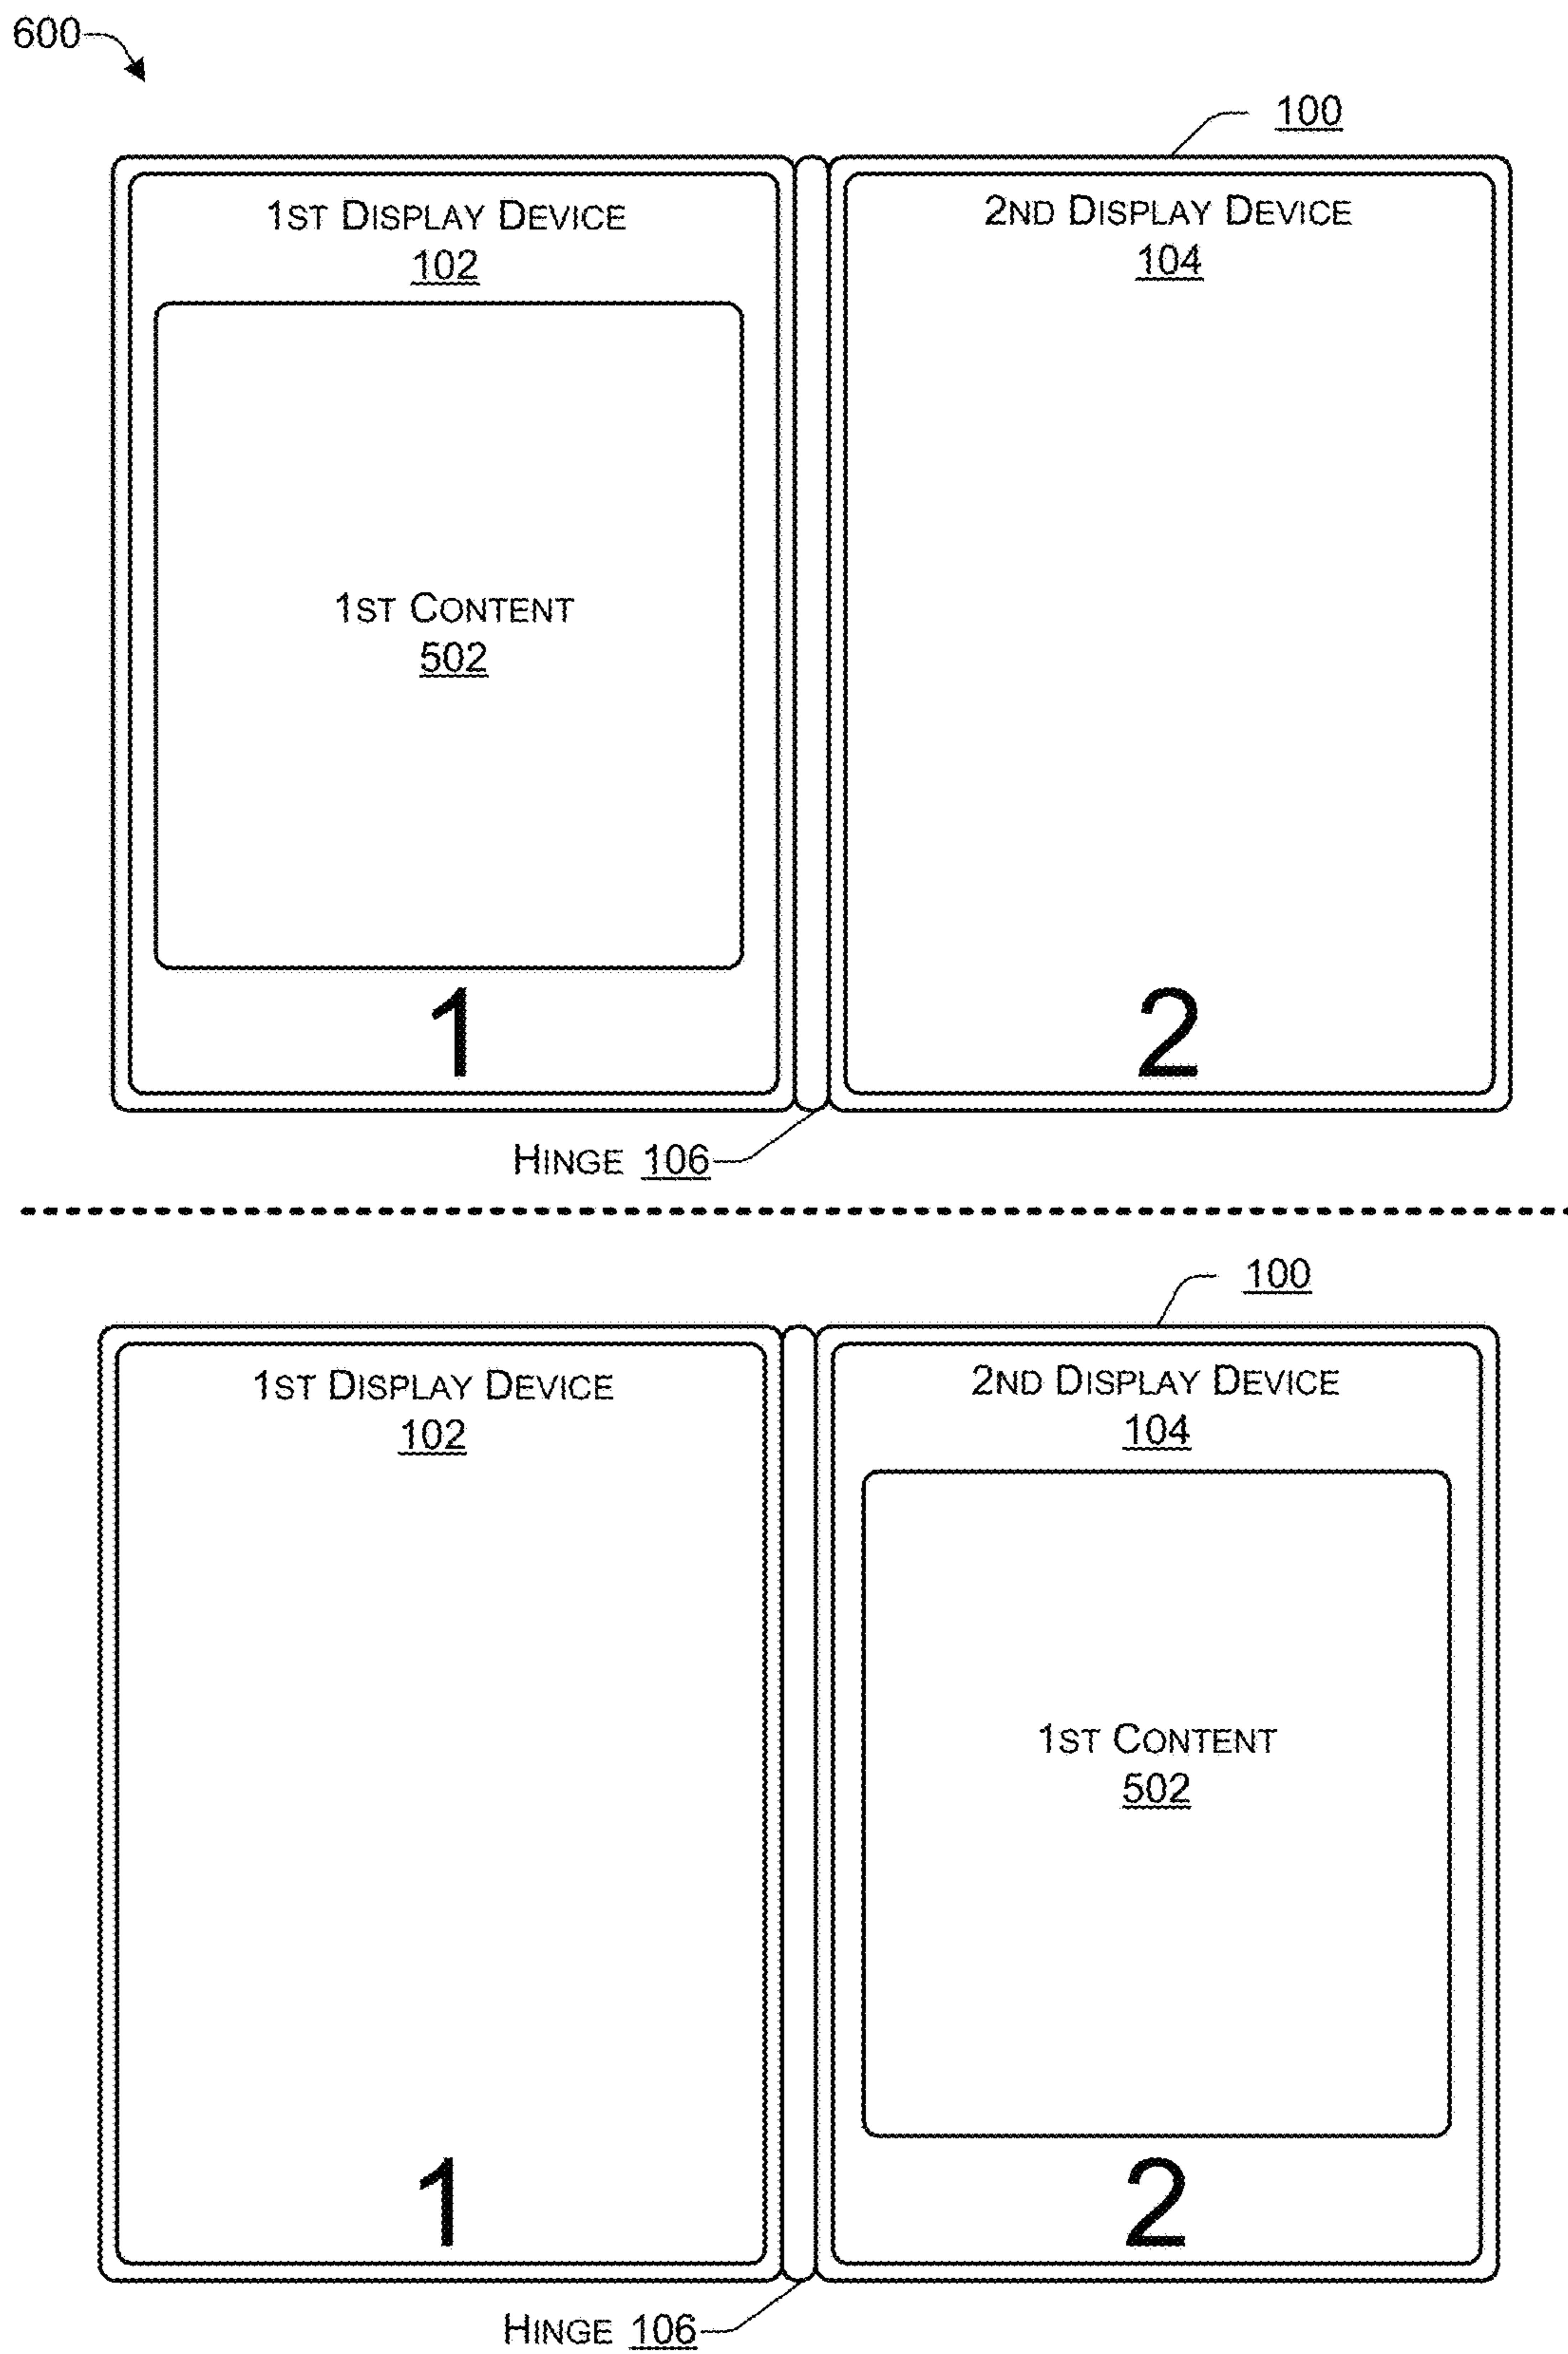 600
100
1ST DISPLAY DEVICE
102
2ND DISPLAY DEVICE
104
1ST CONTENT
502
1
2
HINGE 106
100
1ST DISPLAY DEVICE
102
2ND DISPLAY DEVICE
104
1ST CONTENT
502
1
2
HINGE 106